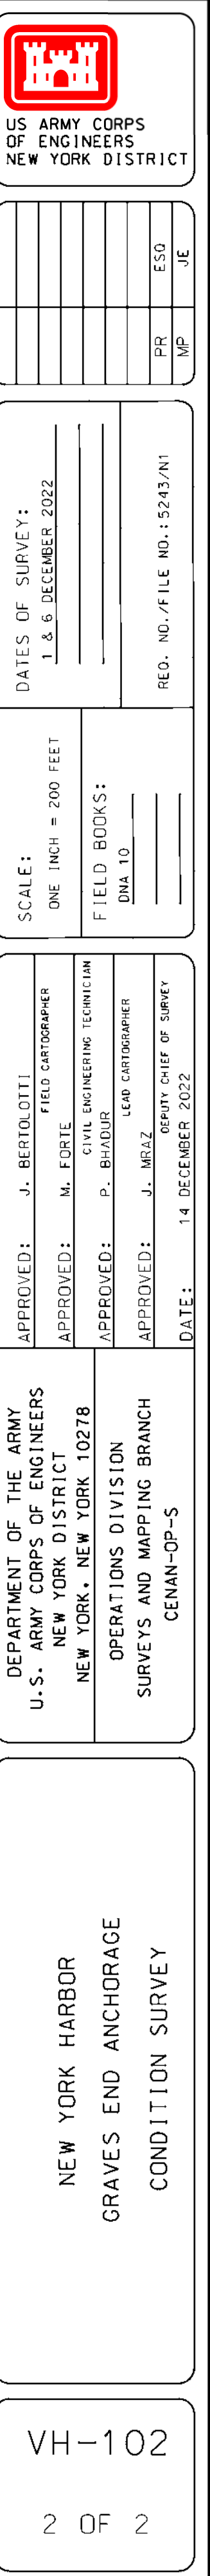 US ARMY CORPS
OF ENGINEERS
NEW YORK DISTRICT
PR ESQ
MP JE
DATES OF SURVEY:
1 & 6 DECEMBER 2022
REQ. NO./FILE NO.:5243/N1
SCALE:
ONE INCH = 200 FEET
FIELD BOOKS:
DNA 10
APPROVED: J. BERTOLOTTI
FIELD CARTOGRAPHER
APPROVED: M. FORTE
CIVIL ENGINEERING TECHNICIAN
APPROVED: P. BHADUR
LEAD CARTOGRAPHER
APPROVED: J. MRAZ
DEPUTY CHIEF OF SURVEY
DATE: 14 DECEMBER 2022
DEPARTMENT OF THE ARMY
U.S. ARMY CORPS OF ENGINEERS
NEW YORK DISTRICT
NEW YORK, NEW YORK 10278
OPERATIONS DIVISION
SURVEYS AND MAPPING BRANCH
CENAN-OP-S
NEW YORK HARBOR
GRAVES END ANCHORAGE
CONDITION SURVEY
VH-102
2 OF 2